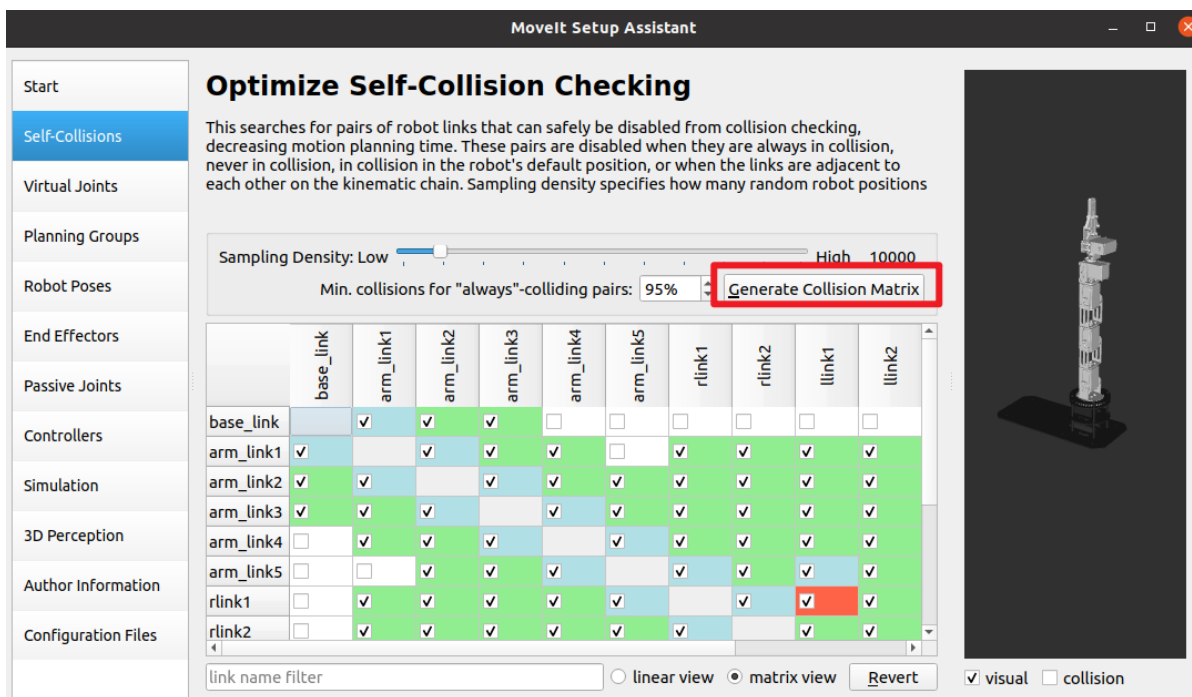 MoveIt Setup Assistant
Start
Self-Collisions
Virtual Joints
Planning Groups
Robot Poses
End Effectors
Passive Joints
Controllers
Simulation
3D Perception
Author Information
Configuration Files
Optimize Self-Collision Checking
This searches for pairs of robot links that can safely be disabled from collision checking,
decreasing motion planning time. These pairs are disabled when they are always in collision,
never in collision, in collision in the robot's default position, or when the links are adjacent to
each other on the kinematic chain. Sampling density specifies how many random robot positions
Sampling Density: Low High 10000
Min. collisions for "always"-colliding pairs: 95% Generate Collision Matrix
base_link arm_link1 arm_link2 arm_link3 arm_link4 arm_link5 rlink1 rlink2 llink1 llink2
base_link
arm_link1
arm_link2
arm_link3
arm_link4
arm_link5
rlink1
rlink2
link name filter linear view matrix view Revert
visual collision